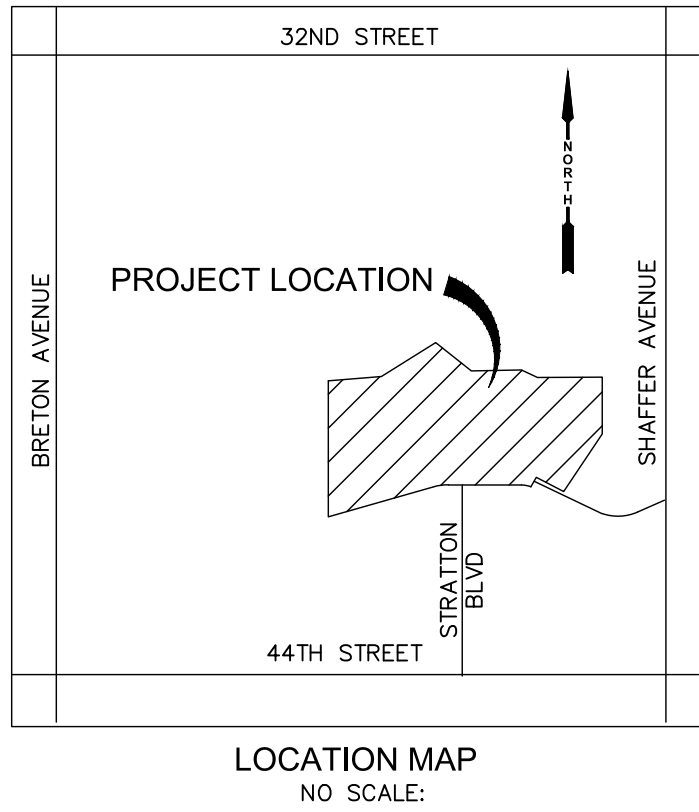 32ND STREET
NORTH
PROJECT LOCATION
BRETON AVENUE
SHAFFER AVENUE
STRATTON
BLVD
44TH STREET
LOCATION MAP
NO SCALE: